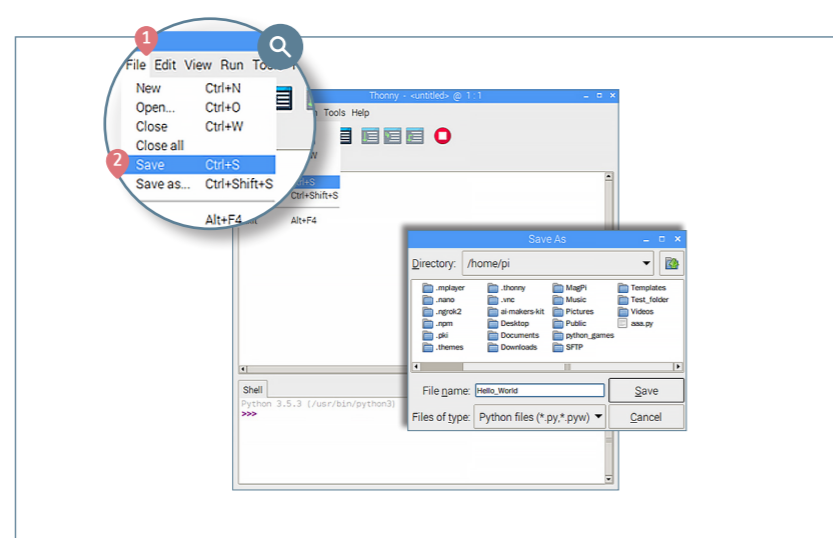 1
File Edit View Run
New Ctrl+N
Open... Ctrl+O
Close Ctrl+W
Close all
2
Save Ctrl+S
Save as... Ctrl+Shift+S
Alt+F4
Thonny - <untitled> @ 1:1
Tools Help
Ctrl+Shift+S
Alt+F4
Save As
Directory: /home/pi
.mplayer .thonny MagPi Templates
.nano .vnc Music Test_folder
.ngrok2 ai-makers-kit Pictures Videos
.npm Desktop Public aaa.py
.pki Documents python_games
.themes Downloads SFTP
File name: Hello_World Save
Files of type: Python files (*.py,*.pyw) Cancel
Shell
Python 3.5.3 (/usr/bin/python3)
>>>